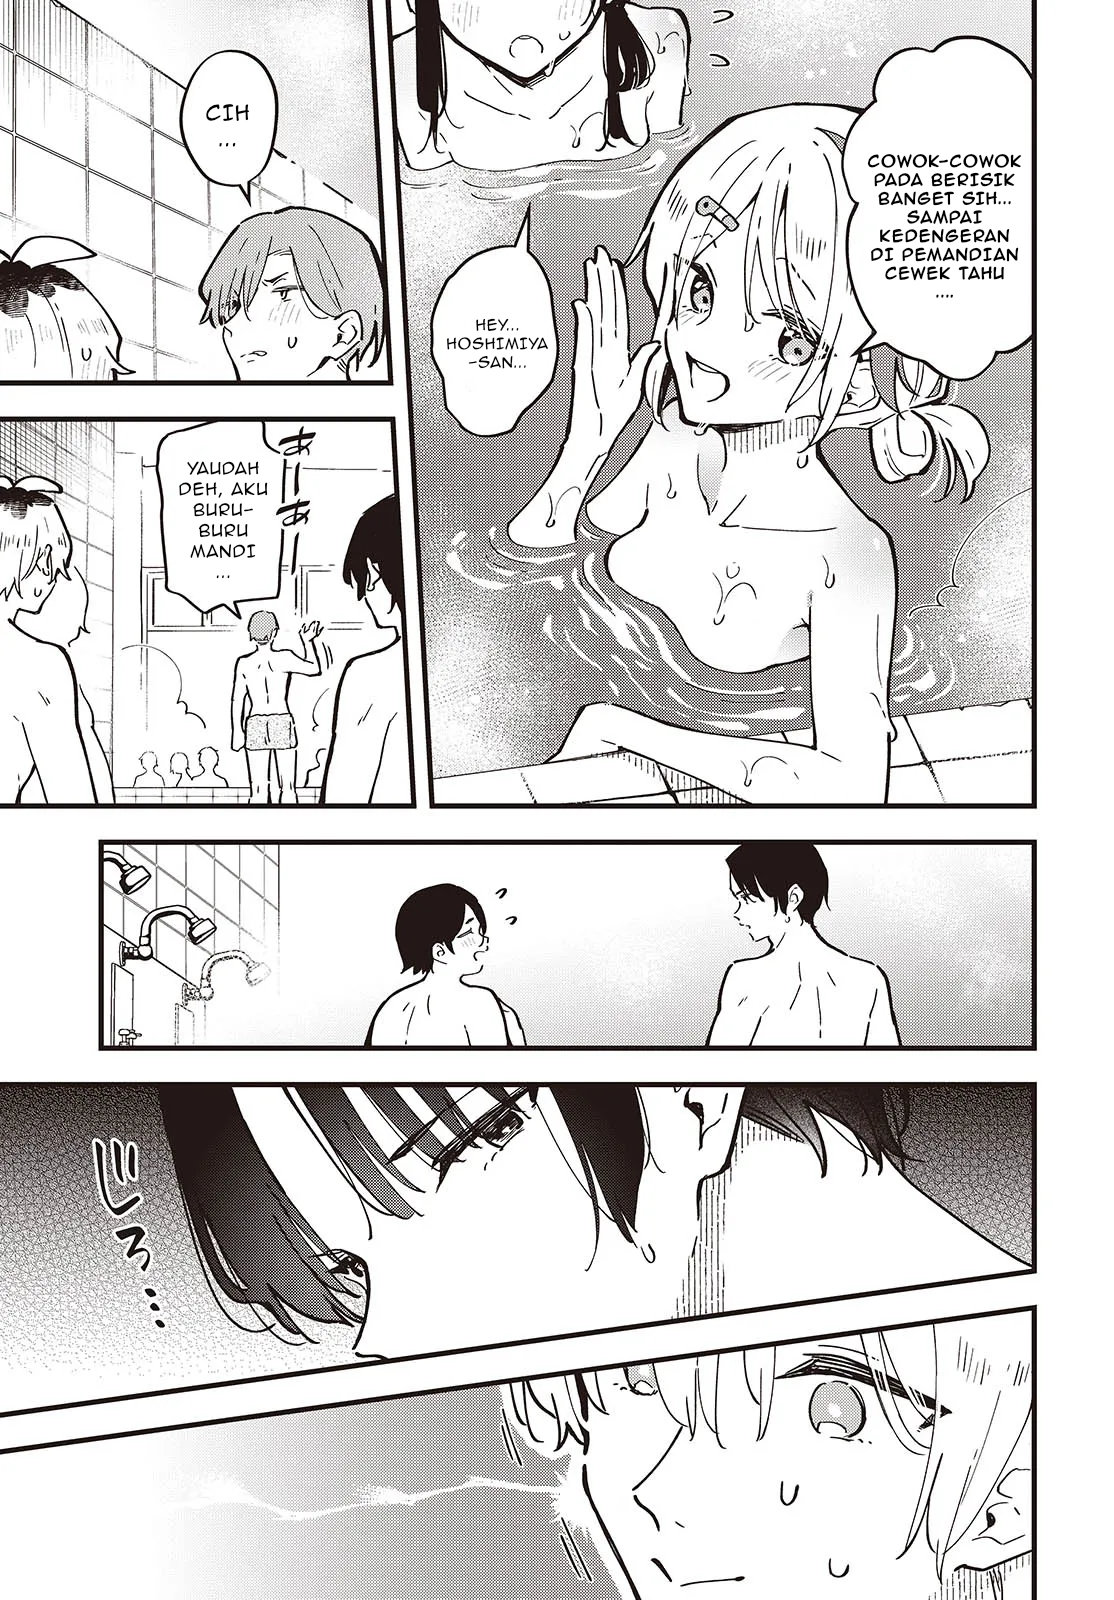 COWOK-COWOK
PADA BERISIK
BANGET SIH...
SAMPAI
KEDENGERAN
DI PEMANDIAN
CEWEK TAHU
....
HEY...
HOSHIMIYA
-SAN...
CIH
...
あーあ
YAUDAH
DEH, AKU
BURU-
BURU
MANDI
...
じろ…